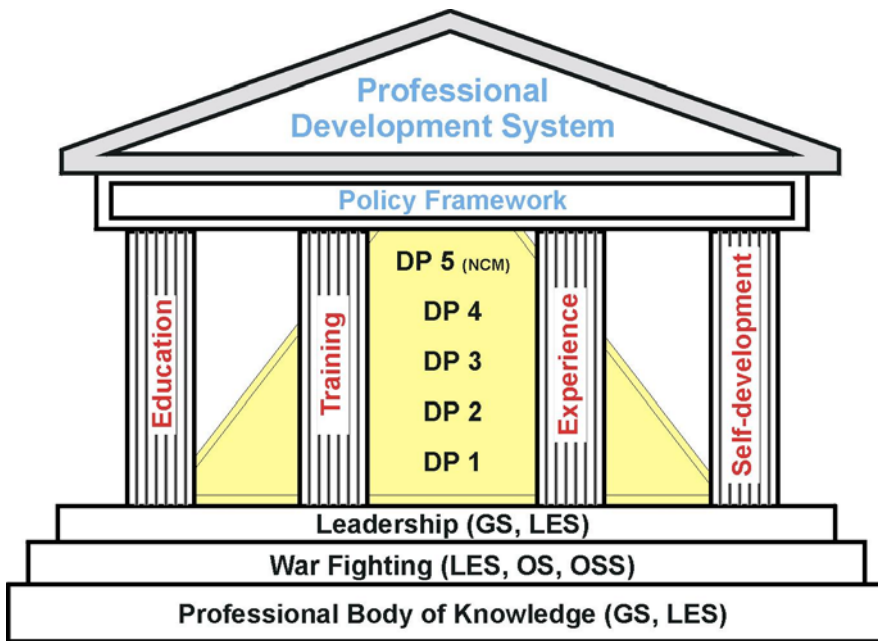 Professional
Development System
Policy Framework
Education
Training
DP 5 (NCM)
DP 4
DP 3
DP 2
DP 1
Experience
Self-development
Leadership (GS, LES)
War Fighting (LES, OS, OSS)
Professional Body of Knowledge (GS, LES)